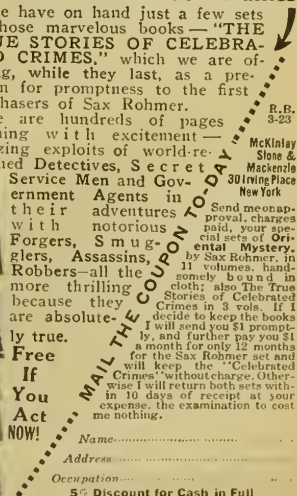 e have on hand just a few sets
hose marvelous books — "THE
UE STORIES OF CELEBRA-
D CRIMES," which we are of-
g, while they last, as a pre-
n for promptness to the first
hasers of Sax Rohmer.
e are hundreds of pages
ning with excitement —
zing exploits of world-re-
ned Detectives, Secret
Service Men and Gov-
ernment Agents in
their adventures
with notorious
Forgers, Smug-
glers, Assassins,
Robbers—all the
more thrilling
because they
are absolute-
ly true.
Free
If
You
Act
NOW!
MAIL THE COUPON TO-DAY
R.B.
3-23
McKinlay
Stone &
Mackenzie
30 Irving Place
New York
Send me on ap-
proval, charges
paid, your spe-
cial sets of Ori-
ental Mystery,
by Sax Rohmer, in
11 volumes, hand-
somely bound in
cloth; also The True
Stories of Celebrated
Crimes in 3 vols. If I
decide to keep the books
I will send you $1 prompt-
ly, and further pay you $1
a month for only 12 months
for the Sax Rohmer set and
will keep the "Celebrated
Crimes" without charge. Other-
wise I will return both sets with-
in 10 days of receipt at your
expense, the examination to cost
me nothing.
Name
Address
Occupation
5% Discount for Cash in Full